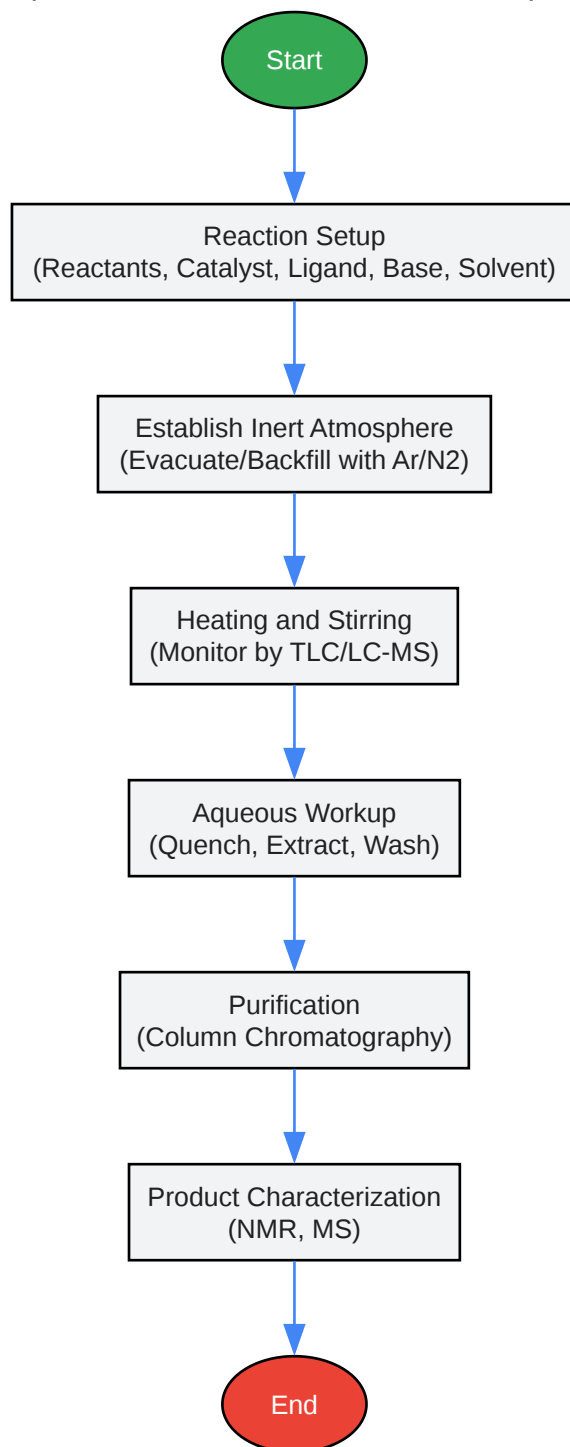 Start
Reaction Setup
(Reactants, Catalyst, Ligand, Base, Solvent)
Establish Inert Atmosphere
(Evacuate/Backfill with Ar/N2)
Heating and Stirring
(Monitor by TLC/LC-MS)
Aqueous Workup
(Quench, Extract, Wash)
Purification
(Column Chromatography)
Product Characterization
(NMR, MS)
End